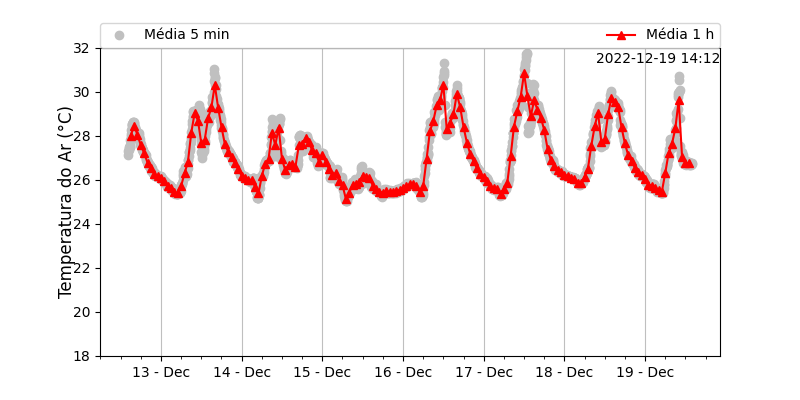 Média 5 min
Média 1 h
2022-12-19 14:12
Temperatura do Ar (°C)
32
30
28
26
24
22
20
18
13 - Dec
14 - Dec
15 - Dec
16 - Dec
17 - Dec
18 - Dec
19 - Dec